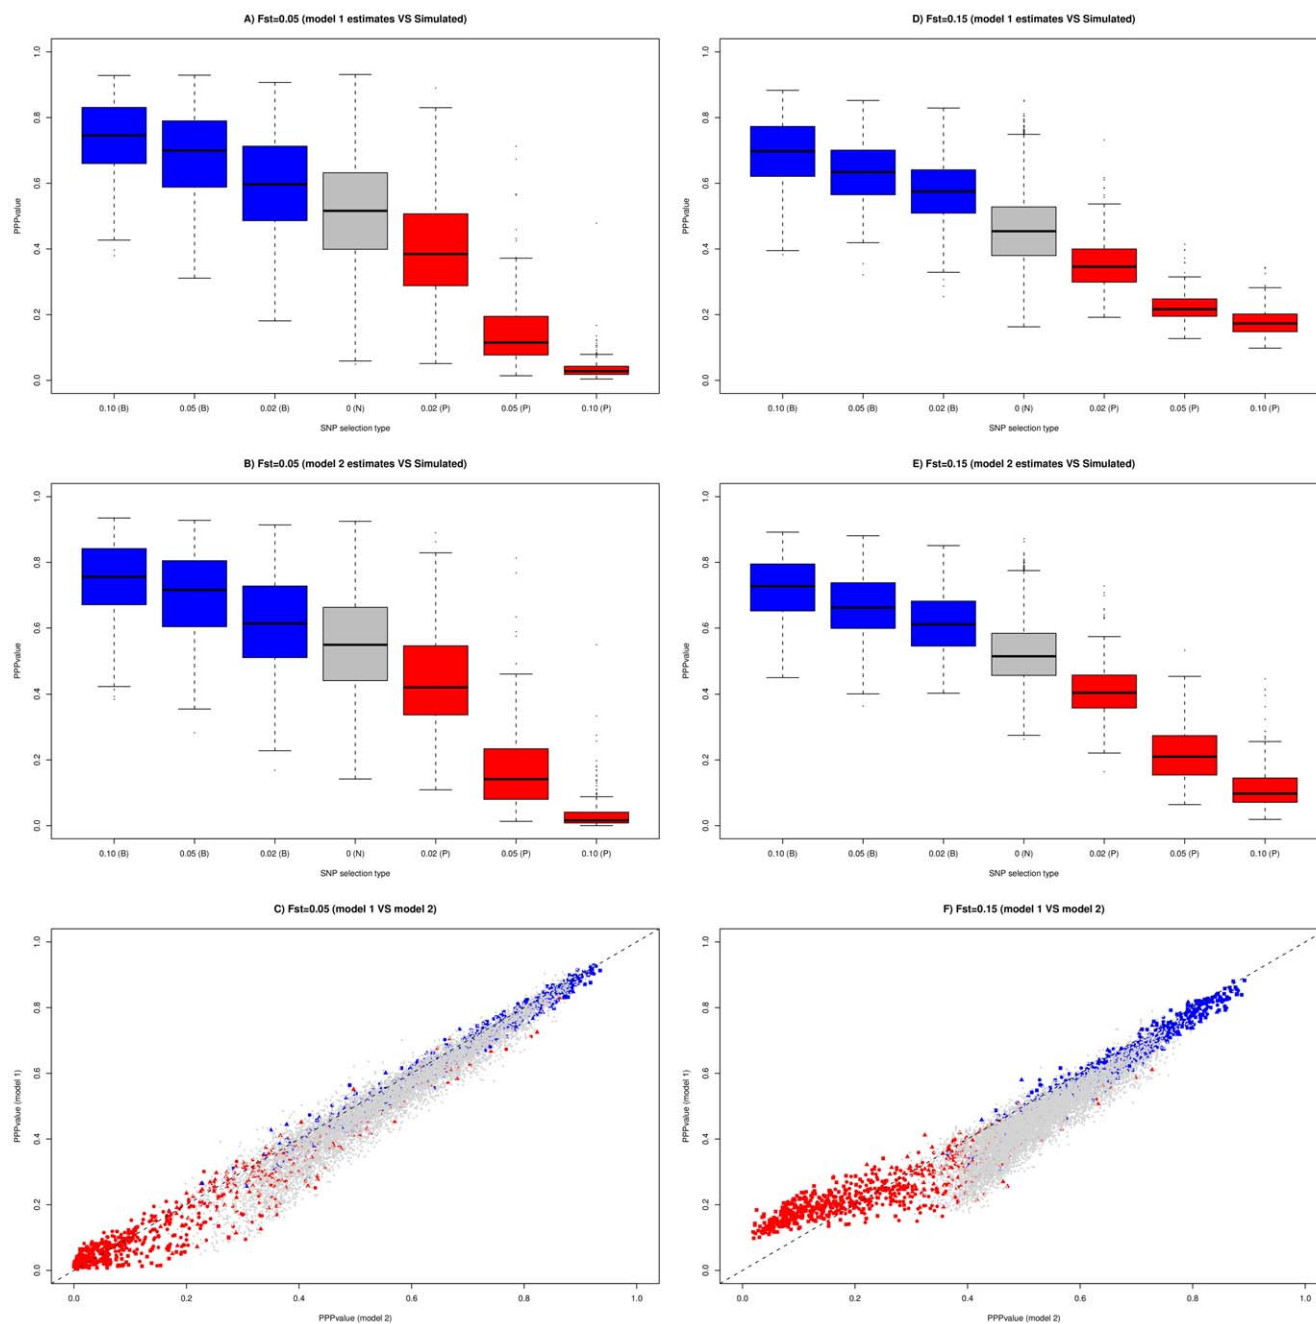 A) Fst=0.05 (model 1 estimates VS Simulated)
PPPvalue
1.0
0.8
0.6
0.4
0.2
0.0
0.10 (B) 0.05 (B) 0.02 (B) 0 (N) 0.02 (P) 0.05 (P) 0.10 (P)
SNP selection type
D) Fst=0.15 (model 1 estimates VS Simulated)
PPPvalue
1.0
0.8
0.6
0.4
0.2
0.0
0.10 (B) 0.05 (B) 0.02 (B) 0 (N) 0.02 (P) 0.05 (P) 0.10 (P)
SNP selection type
B) Fst=0.05 (model 2 estimates VS Simulated)
PPPvalue
1.0
0.8
0.6
0.4
0.2
0.0
0.10 (B) 0.05 (B) 0.02 (B) 0 (N) 0.02 (P) 0.05 (P) 0.10 (P)
SNP selection type
E) Fst=0.15 (model 2 estimates VS Simulated)
PPPvalue
1.0
0.8
0.6
0.4
0.2
0.0
0.10 (B) 0.05 (B) 0.02 (B) 0 (N) 0.02 (P) 0.05 (P) 0.10 (P)
SNP selection type
C) Fst=0.05 (model 1 VS model 2)
PPPvalue (model 1)
1.0
0.8
0.6
0.4
0.2
0.0
0.0 0.2 0.4 0.6 0.8 1.0
PPPvalue (model 2)
F) Fst=0.15 (model 1 VS model 2)
PPPvalue (model 1)
1.0
0.8
0.6
0.4
0.2
0.0
0.0 0.2 0.4 0.6 0.8 1.0
PPPvalue (model 2)